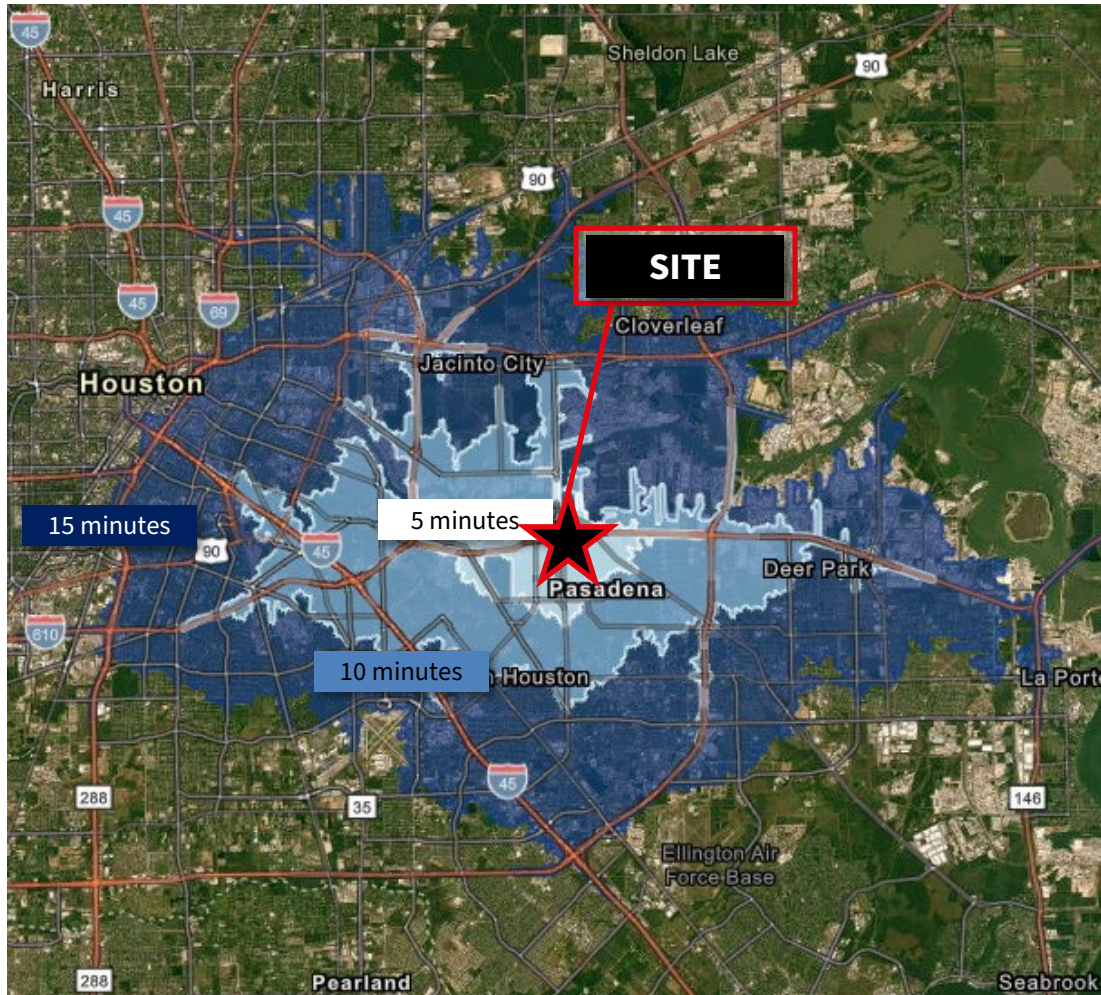 45
Sheldon Lake
90
Harris
90
45
SITE
45
69
Cloverleaf
Jacinto City
Houston
5 minutes
15 minutes
45
90
Deer Park
Pasadena
610
10 minutes
Houston
La Porte
45
288
35
146
Ellington Air
Force Base
288
Pearland
Seabrook